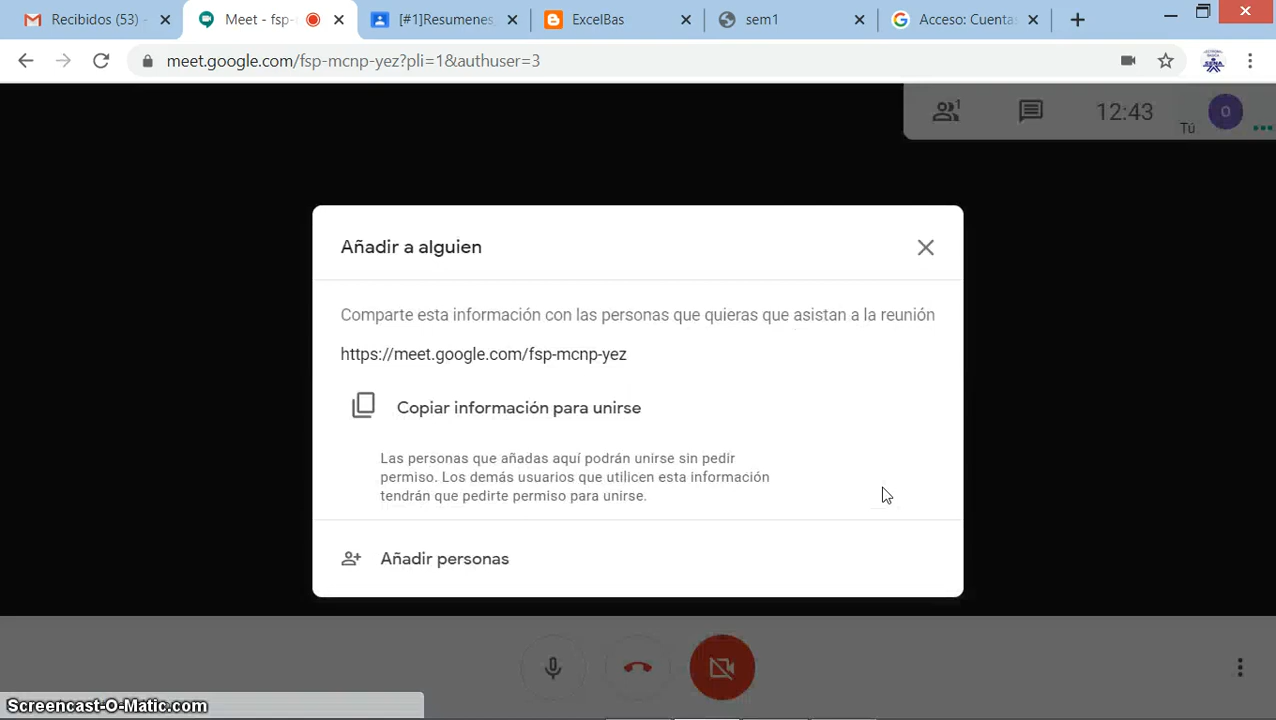 Recibidos (53)
Meet - fsp-
[#1]Resumenes
ExcelBas
sem1
Acceso: Cuenta
meet.google.com/fsp-mcnp-yez?pli=1&authuser=3
1
12:43
Tú
O
Añadir a alguien
Comparte esta información con las personas que quieras que asistan a la reunión
https://meet.google.com/fsp-mcnp-yez
Copiar información para unirse
Las personas que añadas aquí podrán unirse sin pedir
permiso. Los demás usuarios que utilicen esta información
tendrán que pedirte permiso para unirse.
Añadir personas
Screencast-O-Matic.com